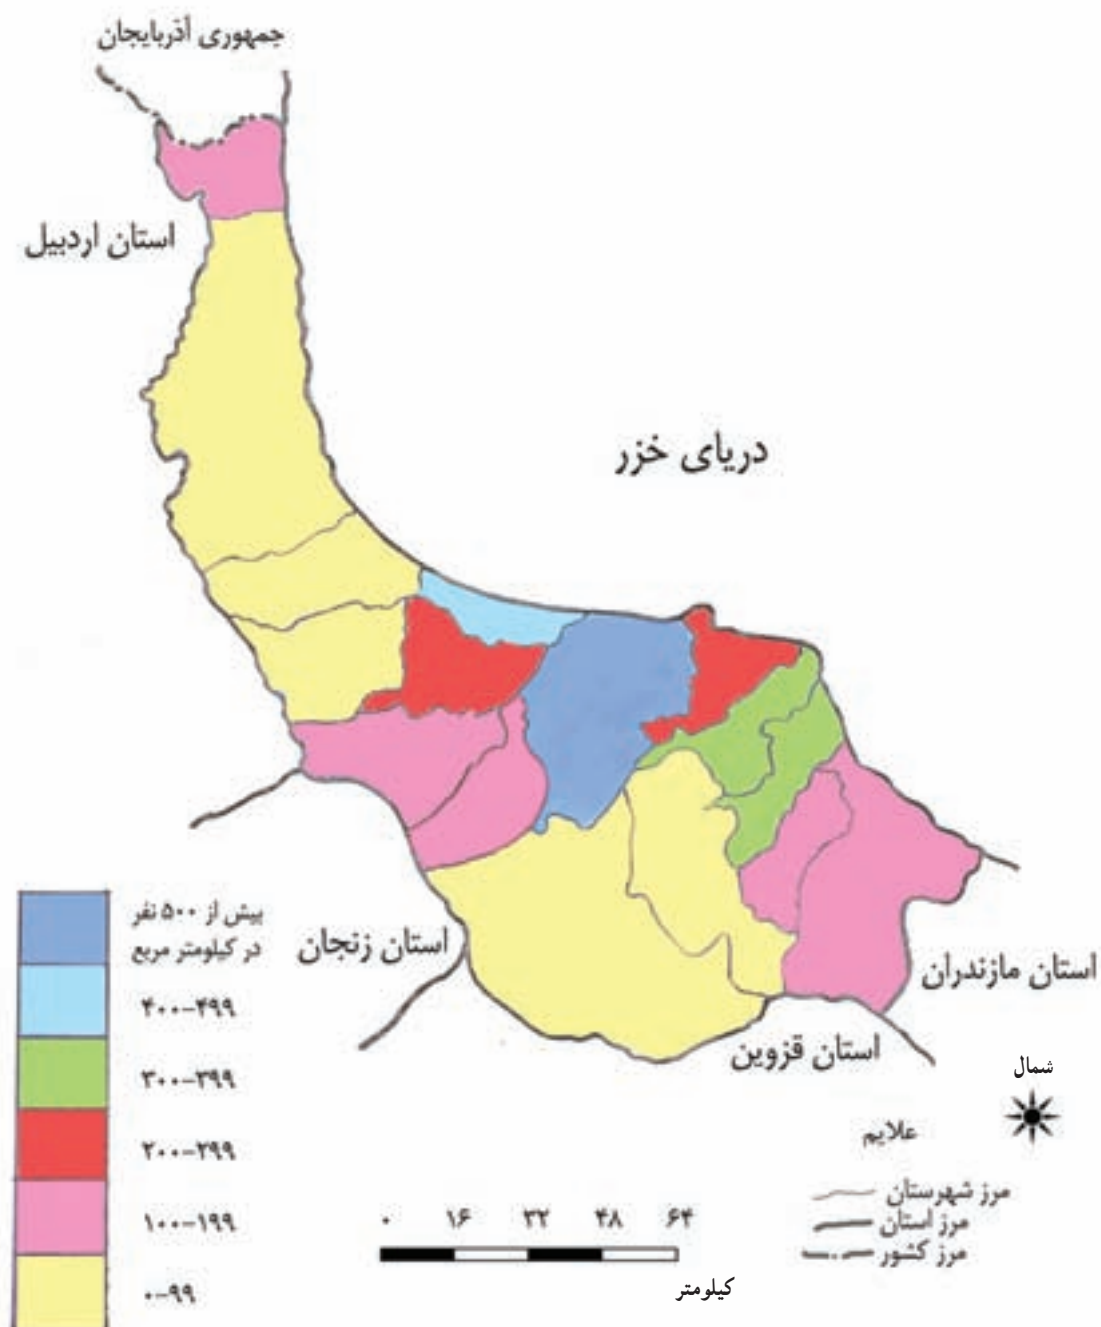 جمهوری آذربایجان
استان اردبیل
دریای خزر
استان زنجان
استان مازندران
استان قزوین
بیش از ۵۰۰ نفر
در کیلومتر مربع
۴۰۰-۴۹۹
۳۰۰-۳۹۹
۲۰۰-۲۹۹
۱۰۰-۱۹۹
۰-۹۹
شمال
علایم
مرز شهرستان
مرز استان
مرز کشور
۰ ۱۶ ۳۲ ۴۸ ۶۴
کیلومتر